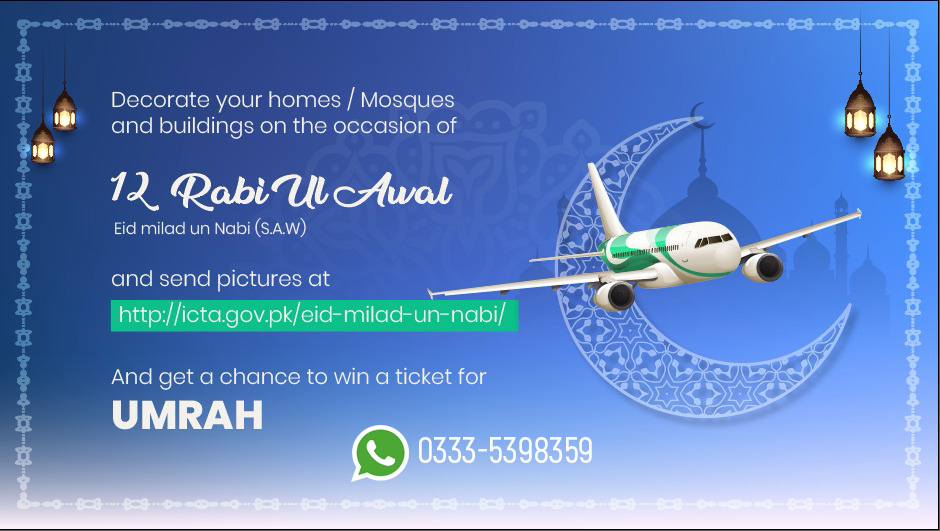 Decorate your homes / Mosques
and buildings on the occasion of
12 Rabi Ul Awal
Eid milad un Nabi (S.A.W)
and send pictures at
http://icta.gov.pk/eid-milad-un-nabi/
And get a chance to win a ticket for
UMRAH
0333-5398359